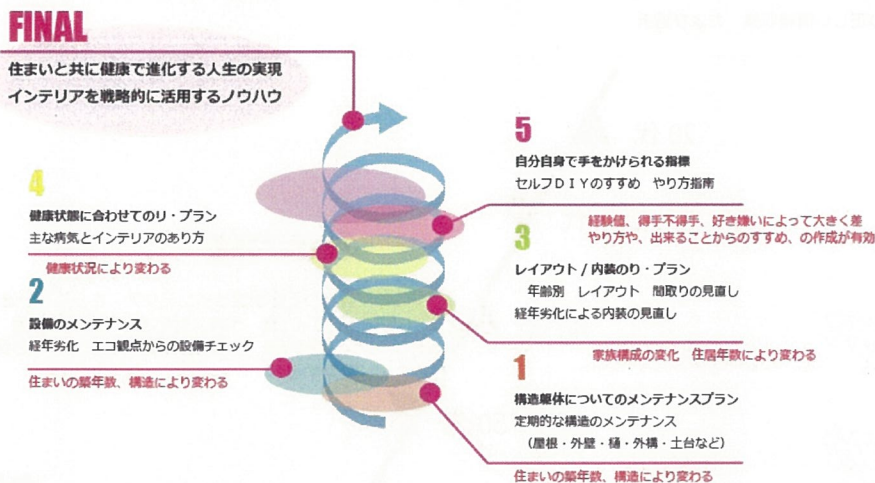 FINAL
住まいと共に健康で進化する人生の実現
インテリアを戦略的に活用するノウハウ
5
自分自身で手をかけられる指標
セルフDIYのすすめ　やり方指南
経験値、得手不得手、好き嫌いによって大きく差
やり方や、出来ることからのすすめ、の作成が有効
4
健康状態に合わせてのリ・プラン
主な病気とインテリアのあり方
健康状況により変わる
3
レイアウト/内装のリ・プラン
年齢別　レイアウト　間取りの見直し
経年劣化による内装の見直し
家族構成の変化　住居年数により変わる
2
設備のメンテナンス
経年劣化　エコ観点からの設備チェック
住まいの築年数、構造により変わる
1
構造躯体についてのメンテナンスプラン
定期的な構造のメンテナンス
（屋根・外壁・樋・外構・土台など）
住まいの築年数、構造により変わる